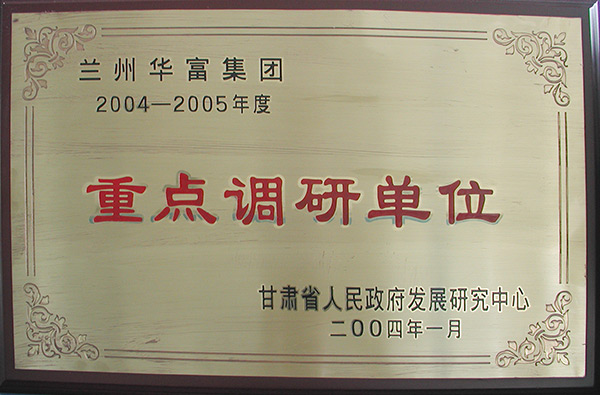 兰州华富集团
2004—2005年度
重点调研单位
甘肃省人民政府发展研究中心
二00四年一月